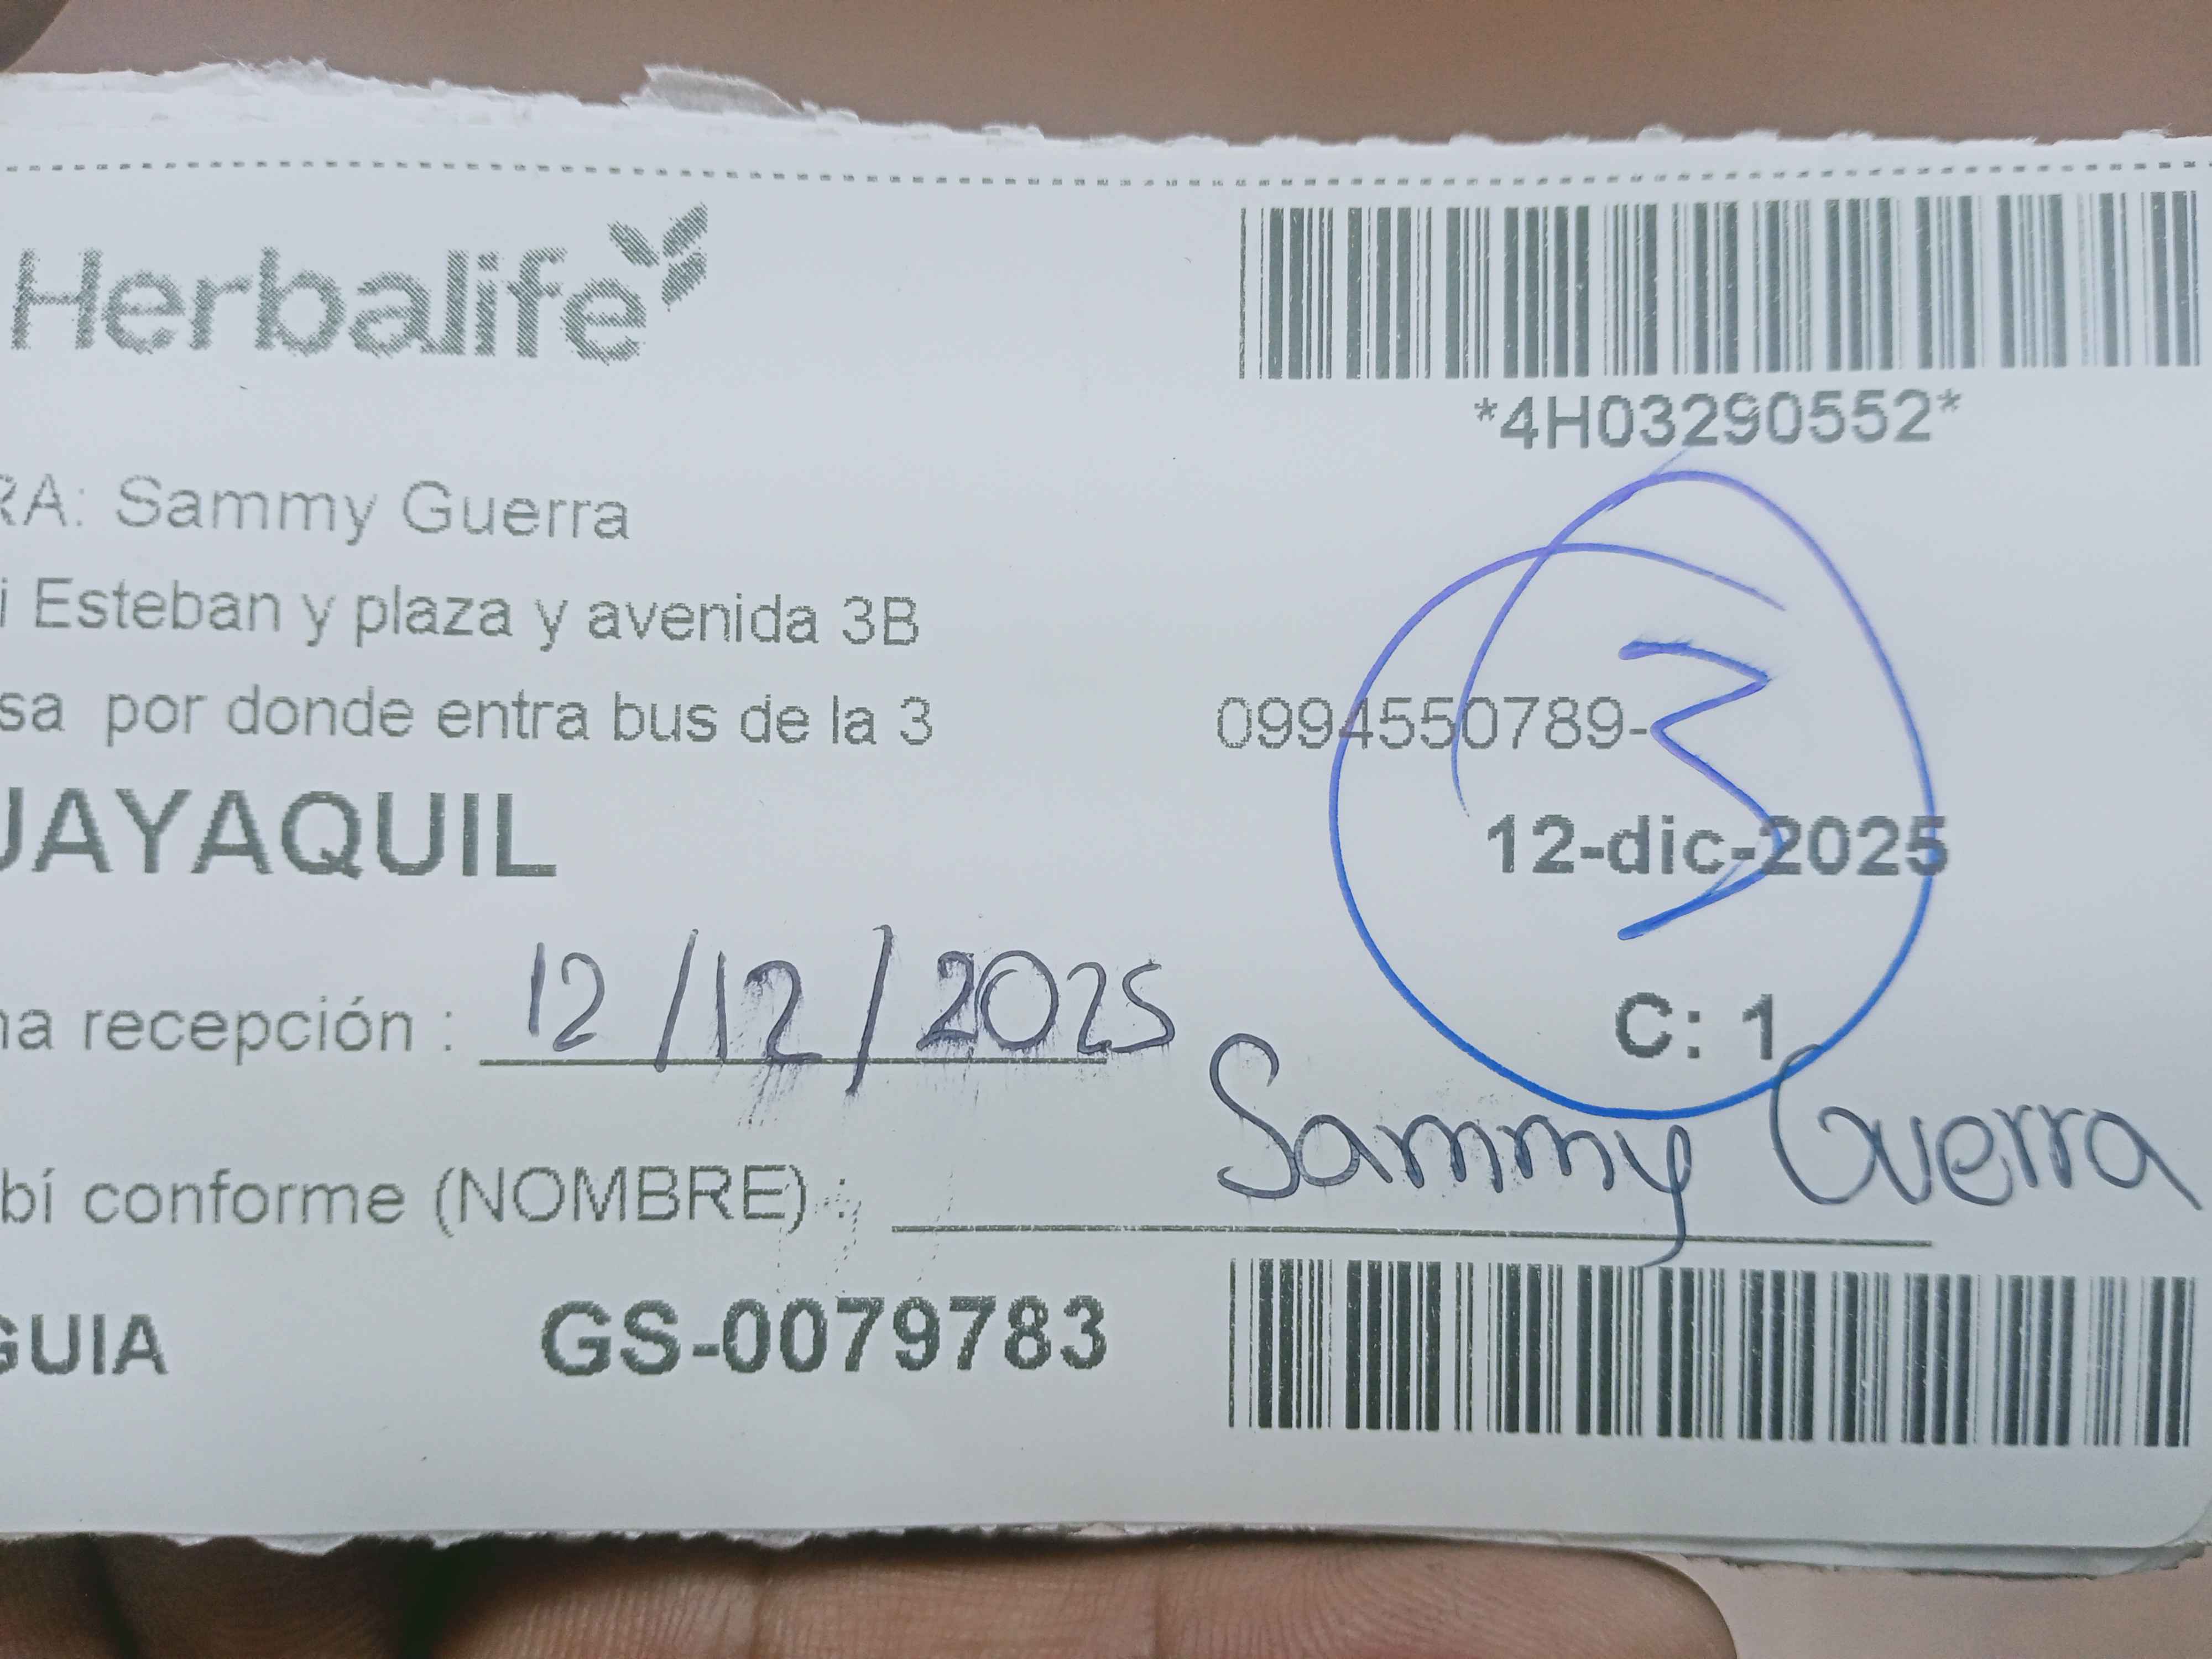 Herbalife
*4H03290552*
RA: Sammy Guerra
i Esteban y plaza y avenida 3B
sa por donde entra bus de la 3 0994550789-
3
UAYAQUIL 12-dic-2025
na recepción : 12/12/2025 C: 1
bí conforme (NOMBRE) : Sammy Guerra
GUIA GS-0079783